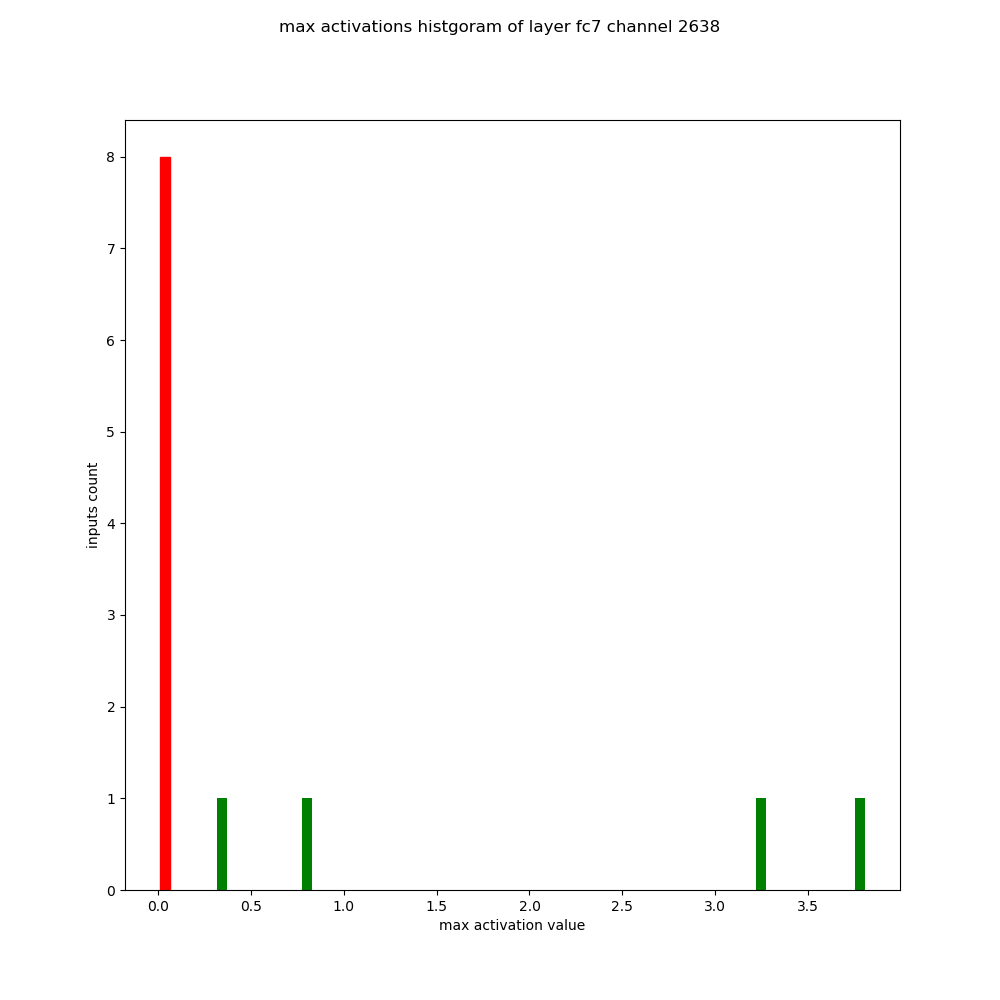 max activations histgoram of layer fc7 channel 2638
8
7
6
5
4
3
2
1
0
inputs count
0.0 0.5 1.0 1.5 2.0 2.5 3.0 3.5
max activation value